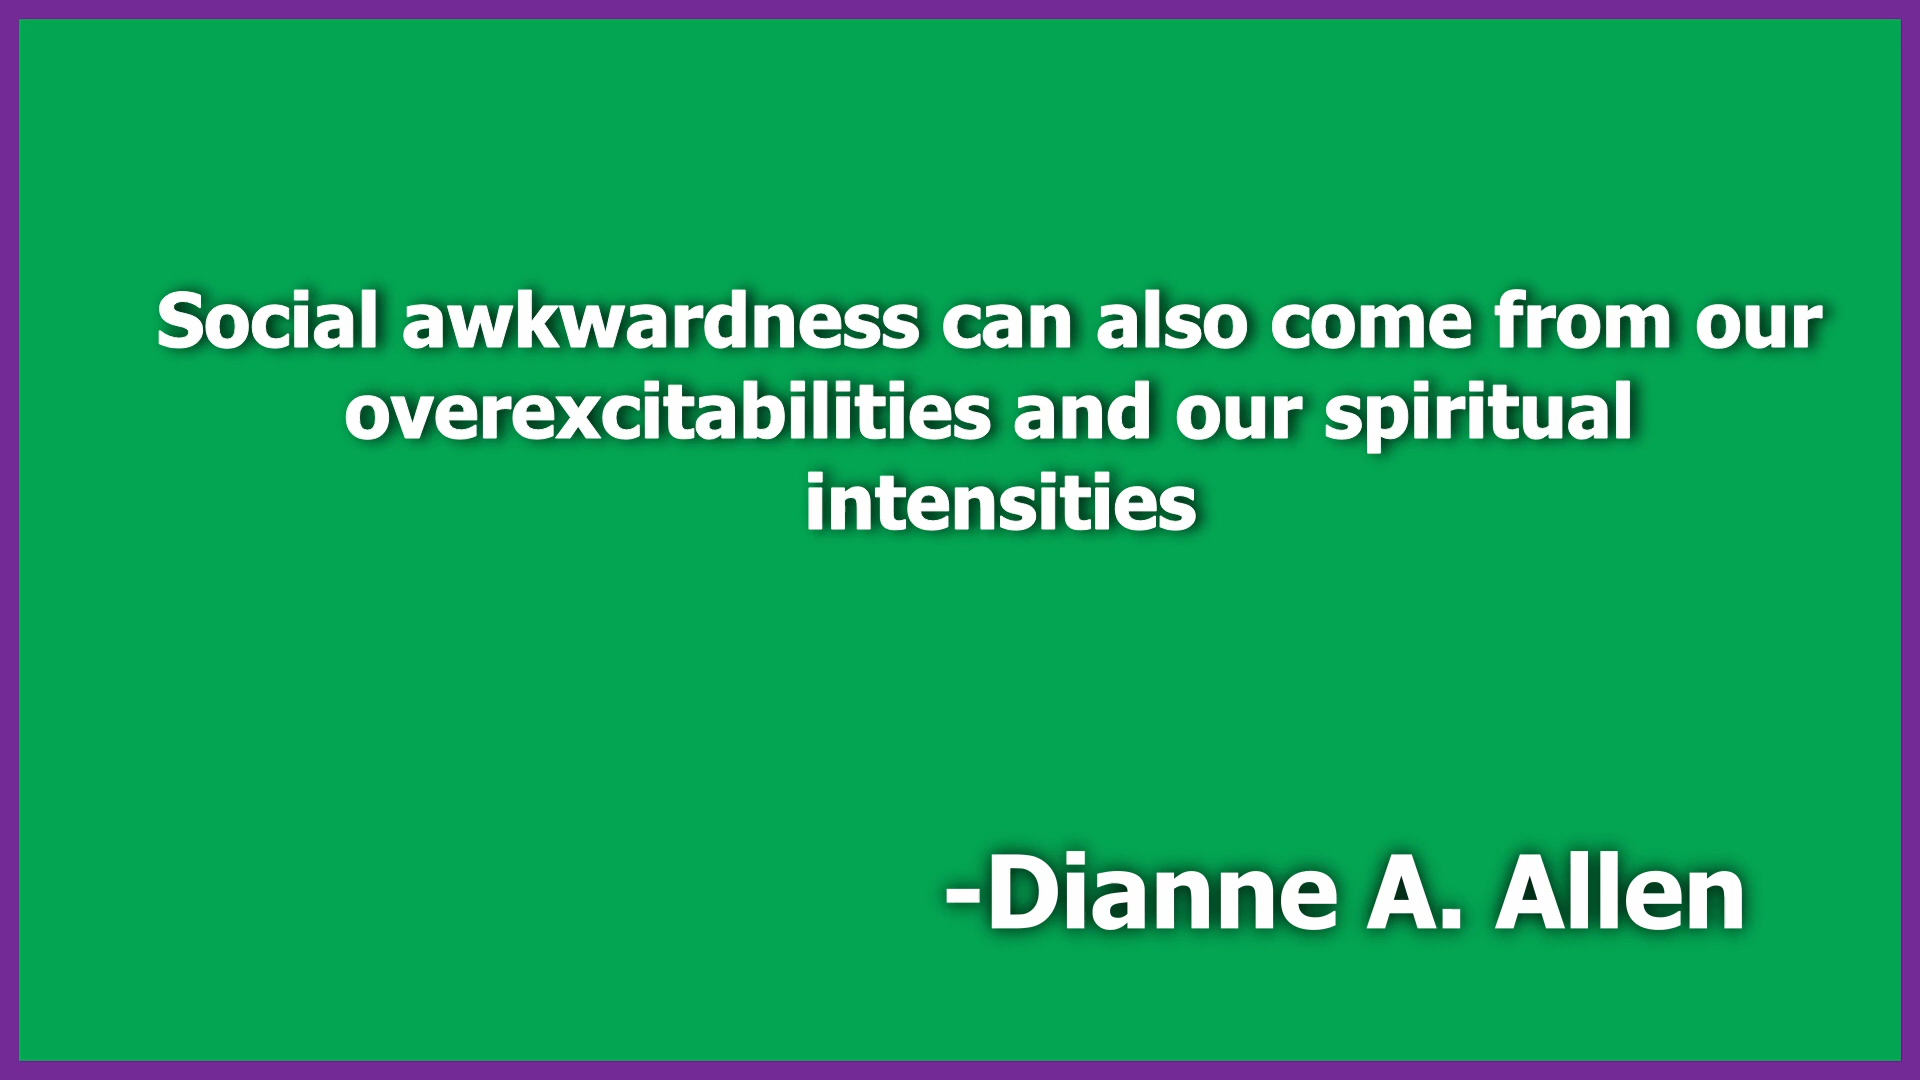 Social awkwardness can also come from our
overexcitabilities and our spiritual
intensities
-Dianne A. Allen